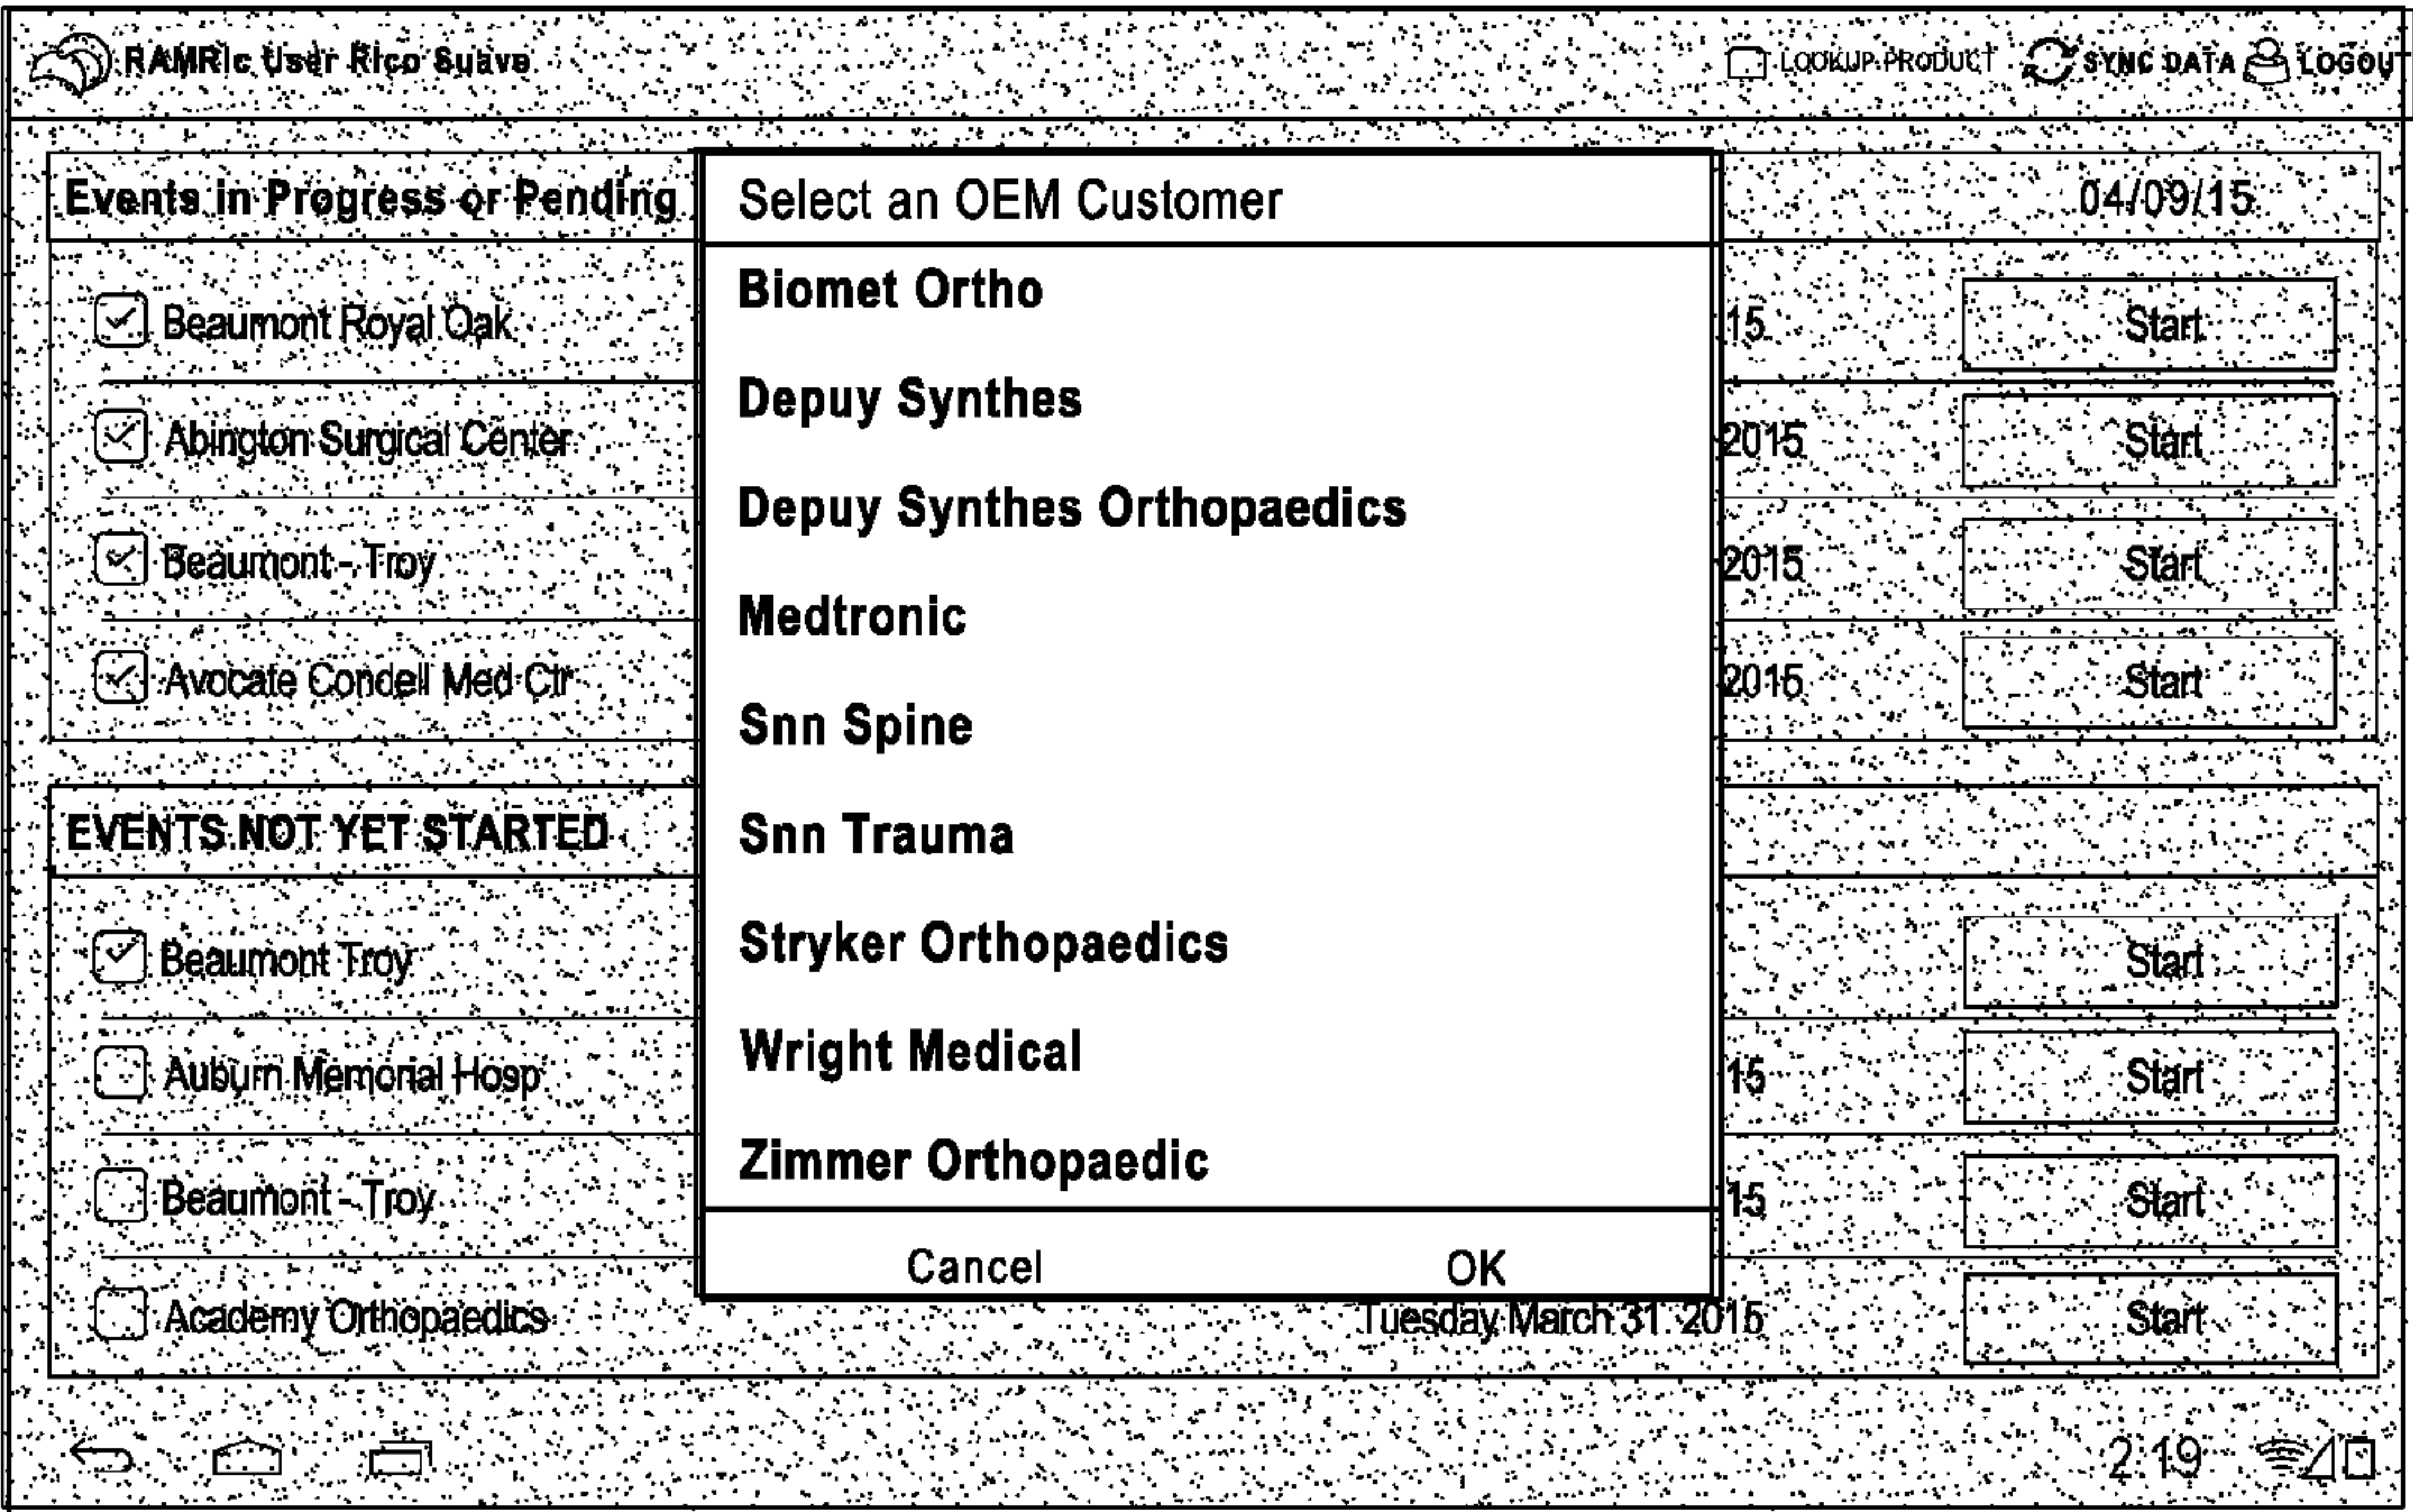 RAMRIc User Rico Suave LOOKUP PRODUCT SYNC DATA LOGOUT
Events in Progress or Pending 04/09/15
Select an OEM Customer
Biomet Ortho
Depuy Synthes
Depuy Synthes Orthopaedics
Medtronic
Snn Spine
Snn Trauma
Stryker Orthopaedics
Wright Medical
Zimmer Orthopaedic
Cancel OK
Beaumont Royal Oak 15 Start
Abington Surgical Center 2015 Start
Beaumont - Troy 2015 Start
Avocate Condell Med Ctr 2015 Start
EVENTS NOT YET STARTED
Beaumont Troy Start
Auburn Memorial Hosp 15 Start
Beaumont - Troy 15 Start
Academy Orthopaedics Tuesday, March 31. 2015 Start
2 19